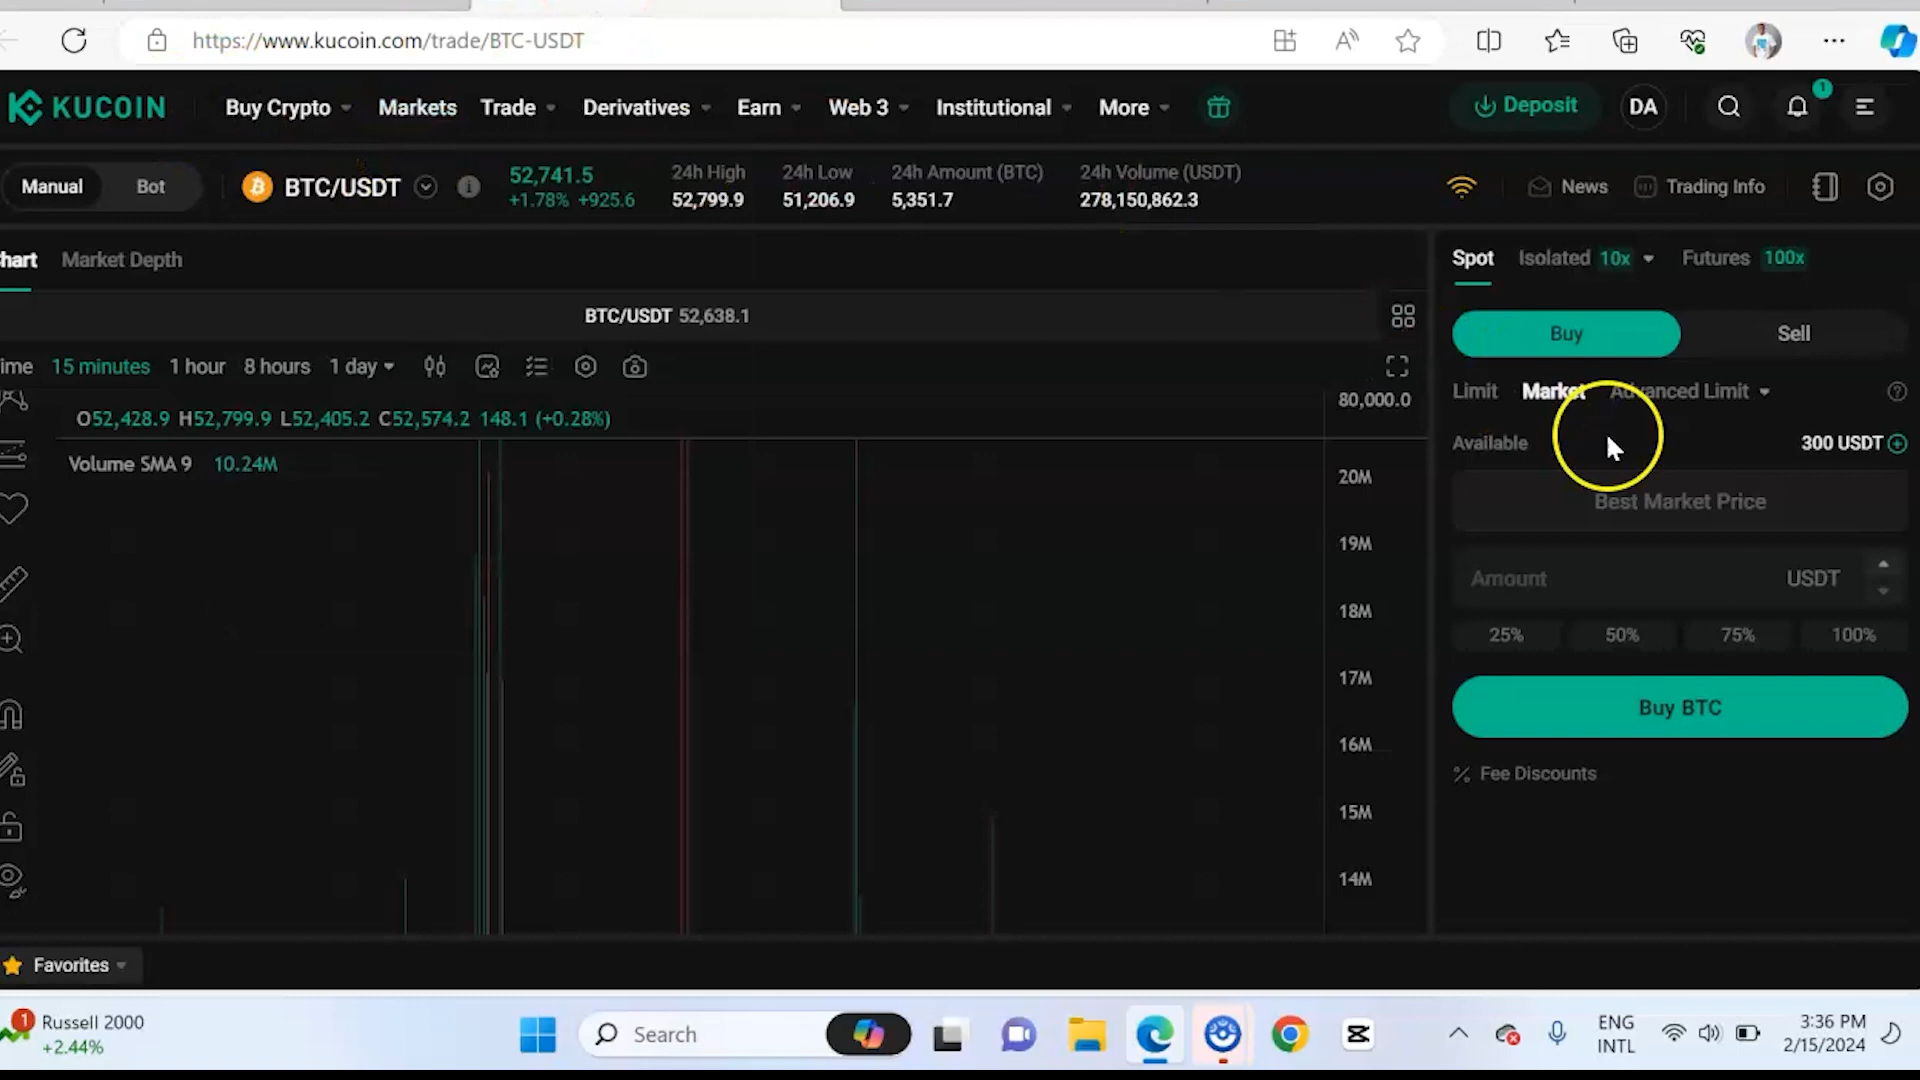 https://www.kucoin.com/trade/BTC-USDT
KUCOIN Buy Crypto Markets Trade Derivatives Earn Web 3 Institutional More Deposit DA 1
Manual Bot BTC/USDT 52,741.5 24h High 24h Low 24h Amount (BTC) 24h Volume (USDT) News Trading Info
+1.78% +925.6 52,799.9 51,206.9 5,351.7 278,150,862.3
hart Market Depth Spot Isolated 10x Futures 100x
BTC/USDT 52,638.1
Buy Sell
ime 15 minutes 1 hour 8 hours 1 day
Limit Market Advanced Limit
80,000.0
O52,428.9 H52,799.9 L52,405.2 C52,574.2 148.1 (+0.28%)
Available 300 USDT
Volume SMA 9 10.24M
20M
Best Market Price
19M
Amount USDT
18M
25% 50% 75% 100%
17M
Buy BTC
16M
Fee Discounts
15M
14M
Favorites
1 Russell 2000
+2.44%
Search
ENG
INTL
3:36 PM
2/15/2024